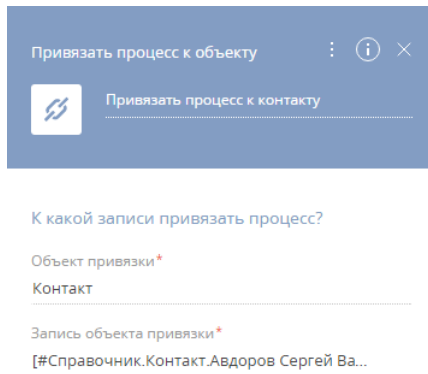 Привязать процесс к объекту
Привязать процесс к контакту
К какой записи привязать процесс?
Объект привязки*
Контакт
Запись объекта привязки*
[#Справочник.Контакт.Авдоров Сергей Ва...